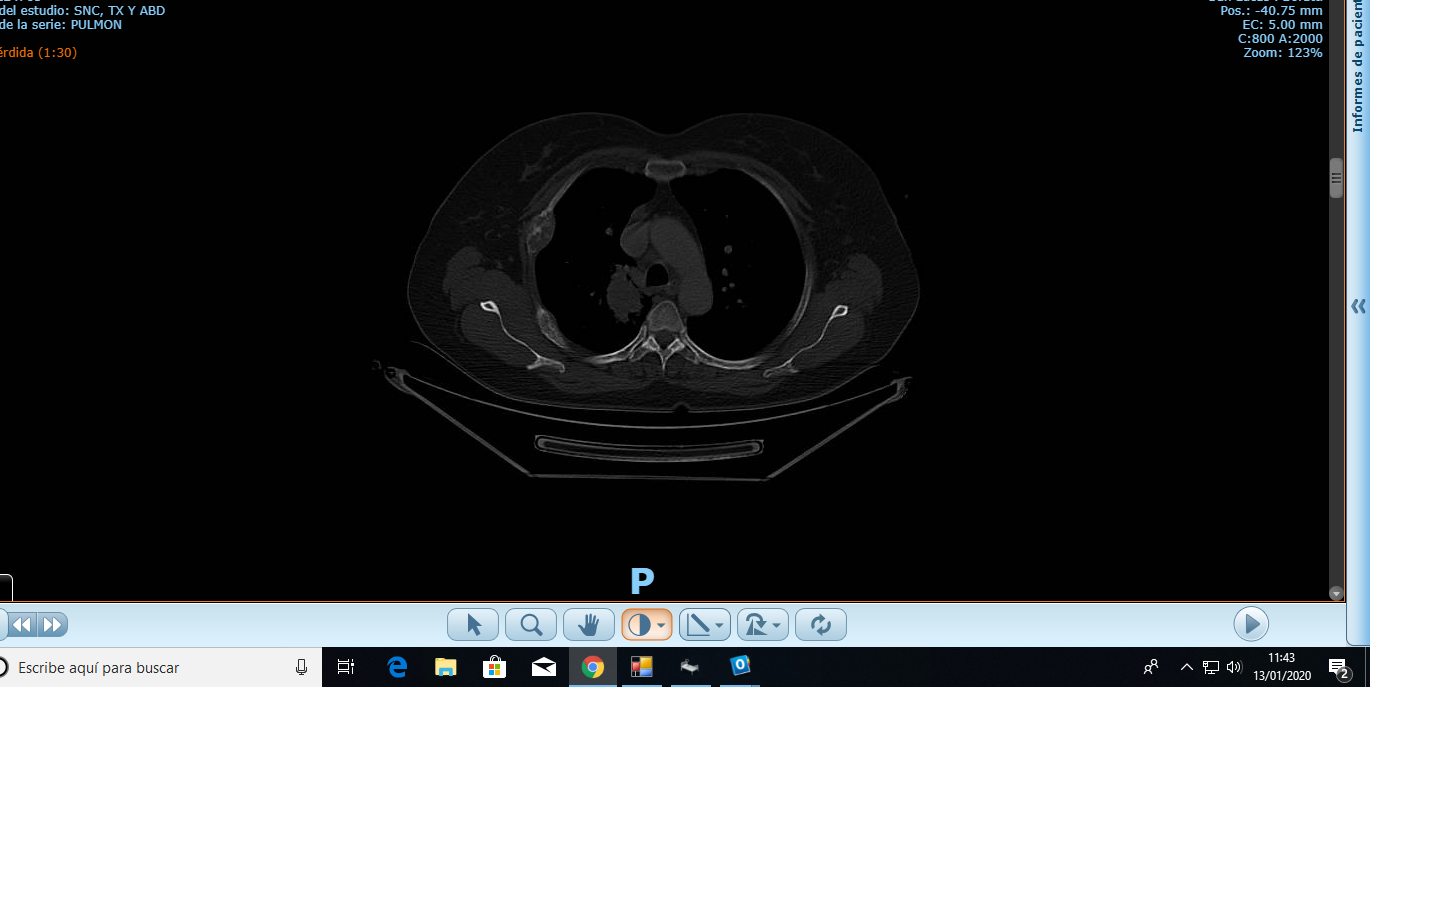 del estudio: SNC, TX Y ABD
de la serie: PULMON
érdida (1:30)
Pos.: -40.75 mm
EC: 5.00 mm
C:800 A:2000
Zoom: 123%
Informes de pacient
P
Escribe aquí para buscar
11:43
13/01/2020
2